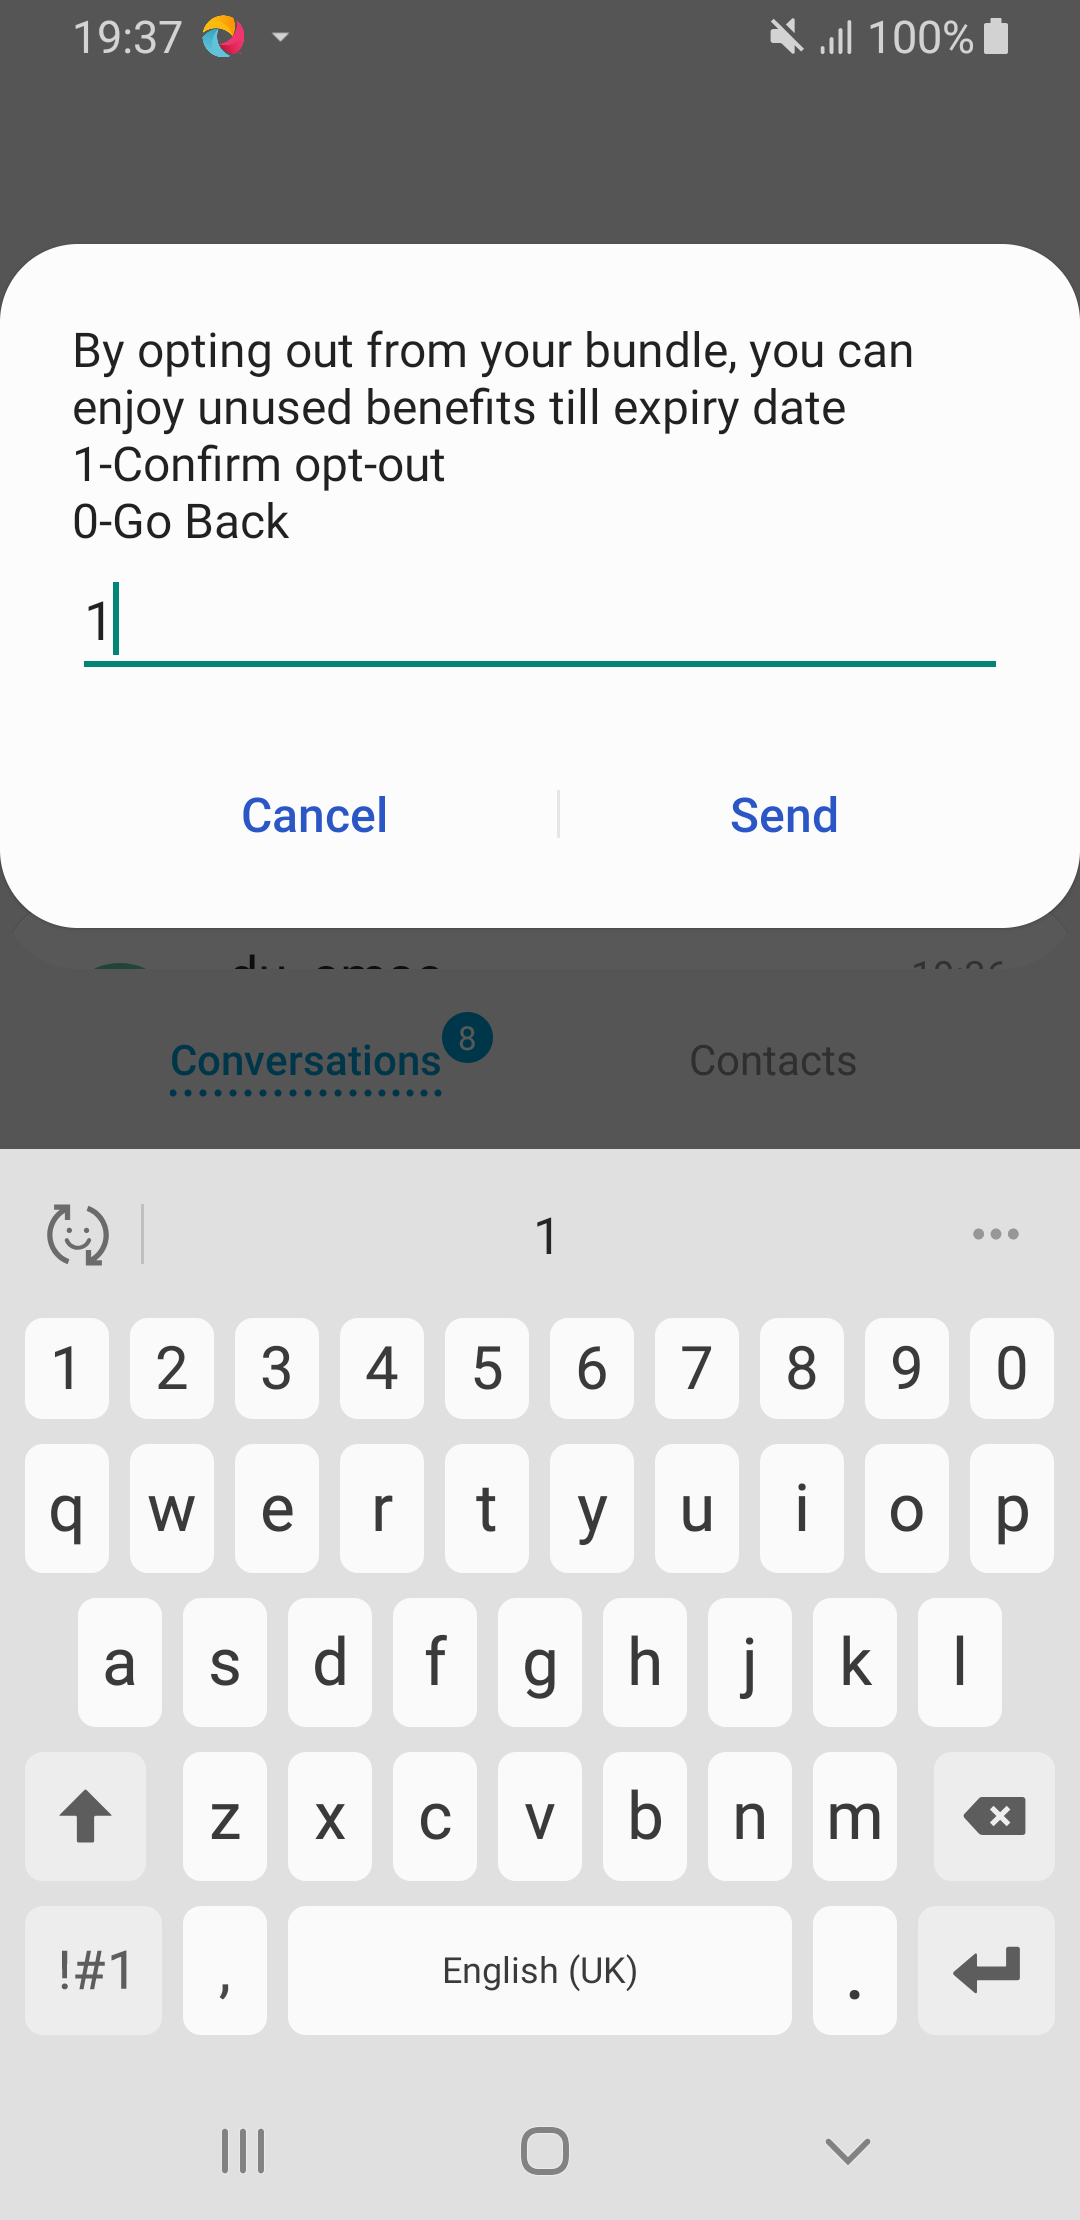 19:37
100%
By opting out from your bundle, you can
enjoy unused benefits till expiry date
1-Confirm opt-out
0-Go Back
1
Cancel
Send
Conversations
8
Contacts
1
1 2 3 4 5 6 7 8 9 0
q w e r t y u i o p
a s d f g h j k l
z x c v b n m
!#1 , English (UK) .